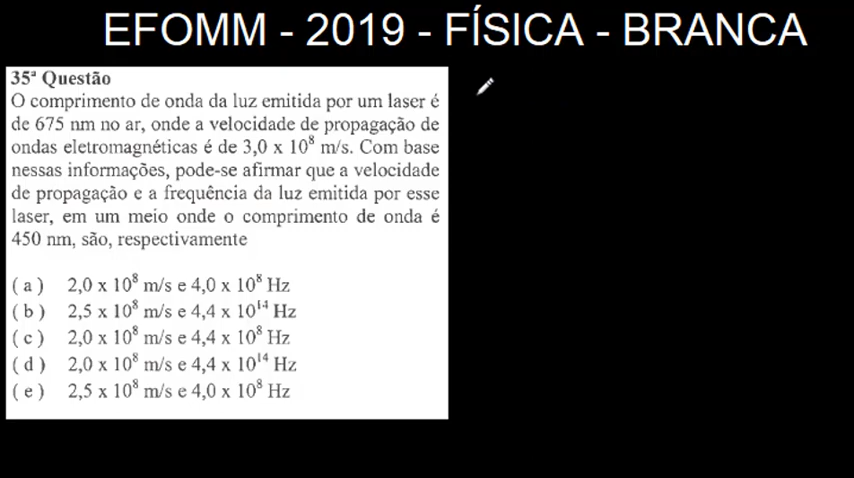 EFOMM - 2019 - FÍSICA - BRANCA
35ª Questão
O comprimento de onda da luz emitida por um laser é
de 675 nm no ar, onde a velocidade de propagação de
ondas eletromagnéticas é de 3,0 x 10⁸ m/s. Com base
nessas informações, pode-se afirmar que a velocidade
de propagação e a frequência da luz emitida por esse
laser, em um meio onde o comprimento de onda é
450 nm, são, respectivamente
( a ) 2,0 x 10⁸ m/s e 4,0 x 10⁸ Hz
( b ) 2,5 x 10⁸ m/s e 4,4 x 10¹⁴ Hz
( c ) 2,0 x 10⁸ m/s e 4,4 x 10⁸ Hz
( d ) 2,0 x 10⁸ m/s e 4,4 x 10¹⁴ Hz
( e ) 2,5 x 10⁸ m/s e 4,0 x 10⁸ Hz